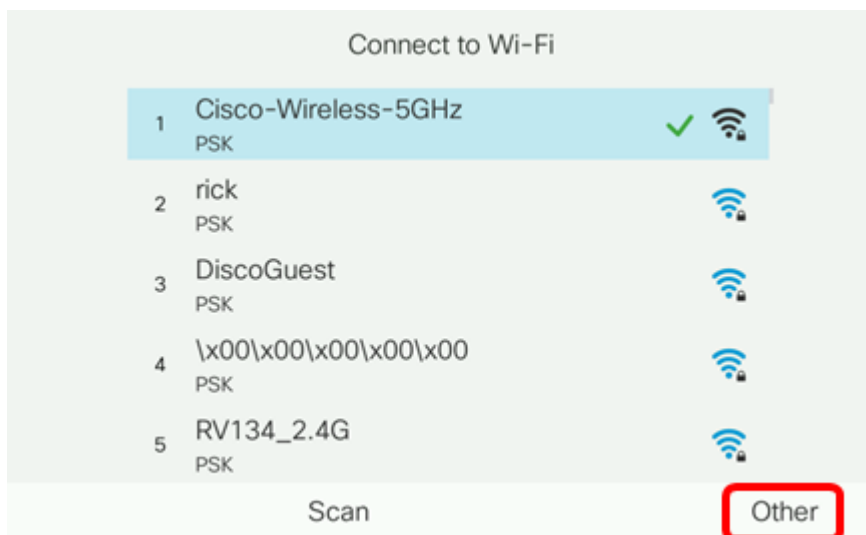 Connect to Wi-Fi
1 Cisco-Wireless-5GHz
PSK
2 rick
PSK
3 DiscoGuest
PSK
4 \x00\x00\x00\x00\x00
PSK
5 RV134_2.4G
PSK
Scan Other